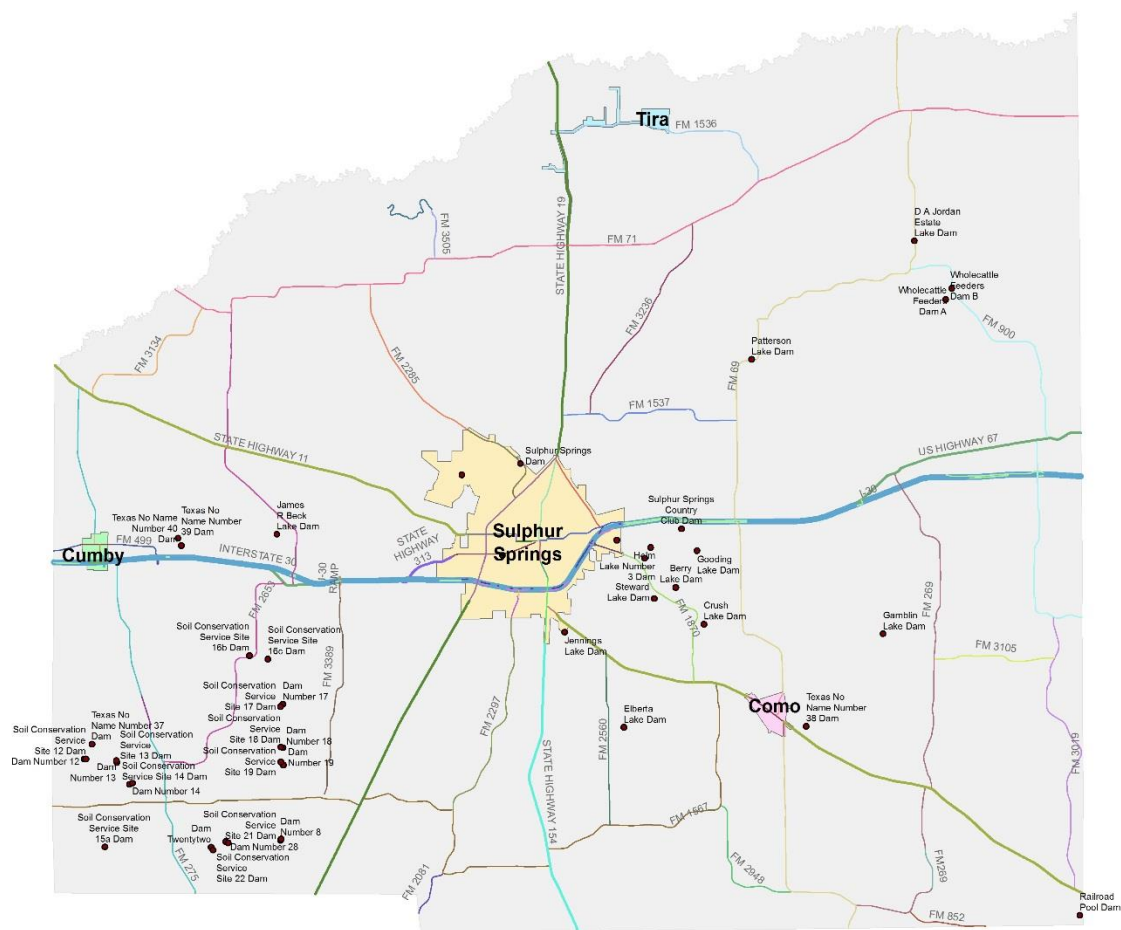 Tira
FM 1536
STATE HIGHWAY 19
FM 3505
FM 71
D A Jordan
Estate
Lake Dam
Wholecattle
Feeders
Dam B
Wholecattle
Feeders
Dam A
FM 900
FM 3236
FM 3134
FM 2285
Patterson
Lake Dam
FM 69
FM 1537
STATE HIGHWAY 11
US HIGHWAY 67
Sulphur Springs
Dam
I-30
James
R Beck
Lake Dam
Texas No
Name Number
39 Dam
Texas No Name
Number 40
Dam
Sulphur Springs
Country
Club Dam
Cumby
FM 499
INTERSTATE 30
STATE
HIGHWAY
313
Sulphur
Springs
Helm
Lake Number
3 Dam
Gooding
Lake Dam
Berry
Lake Dam
Steward
Lake Dam
I-30
RAMP
FM 2653
FM 1870
Crush
Lake Dam
FM 269
Gamblin
Lake Dam
Soil Conservation
Service Site
16b Dam
Soil Conservation
Service Site
16c Dam
Jennings
Lake Dam
FM 3105
FM 3389
Soil Conservation
Service
Site 17 Dam
Dam
Number 17
FM 2297
Como
Texas No
Name Number
38 Dam
Elberta
Lake Dam
FM 2560
FM 3019
Texas No
Name Number 37
Dam
Soil Conservation
Service
Site 12 Dam
Dam Number 12
Soil Conservation
Service
Site 13 Dam
Dam
Number 13
Soil Conservation
Service Site 14 Dam
Dam Number 14
Soil Conservation
Service
Site 18 Dam
Dam
Number 18
Soil Conservation
Service
Site 19 Dam
Dam
Number 19
STATE HIGHWAY 154
FM 1567
Soil Conservation
Service Site
15a Dam
Dam
Twentytwo
Soil Conservation
Service
Site 21 Dam
Dam
Number 8
Dam Number 28
Soil Conservation
Service
Site 22 Dam
FM 275
FM 2081
FM 2948
FM269
FM 852
Railroad
Pool Dam